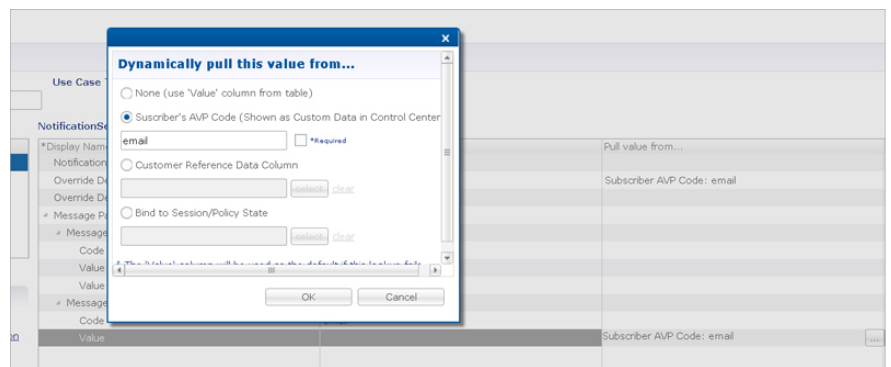 ×
Dynamically pull this value from...
Use Case
None (use 'Value' column from table)
Suscriber's AVP Code (Shown as Custom Data in Control Center
NotificationSe
email
*Required
*Display Nam
Pull value from...
Notification
Customer Reference Data Column
Override De
Subscriber AVP Code: email
select clear
Override De
Message Pa
Bind to Session/Policy State
Message
select clear
Code
Value
Value
OK Cancel
Message
Code
Value
Subscriber AVP Code: email
...